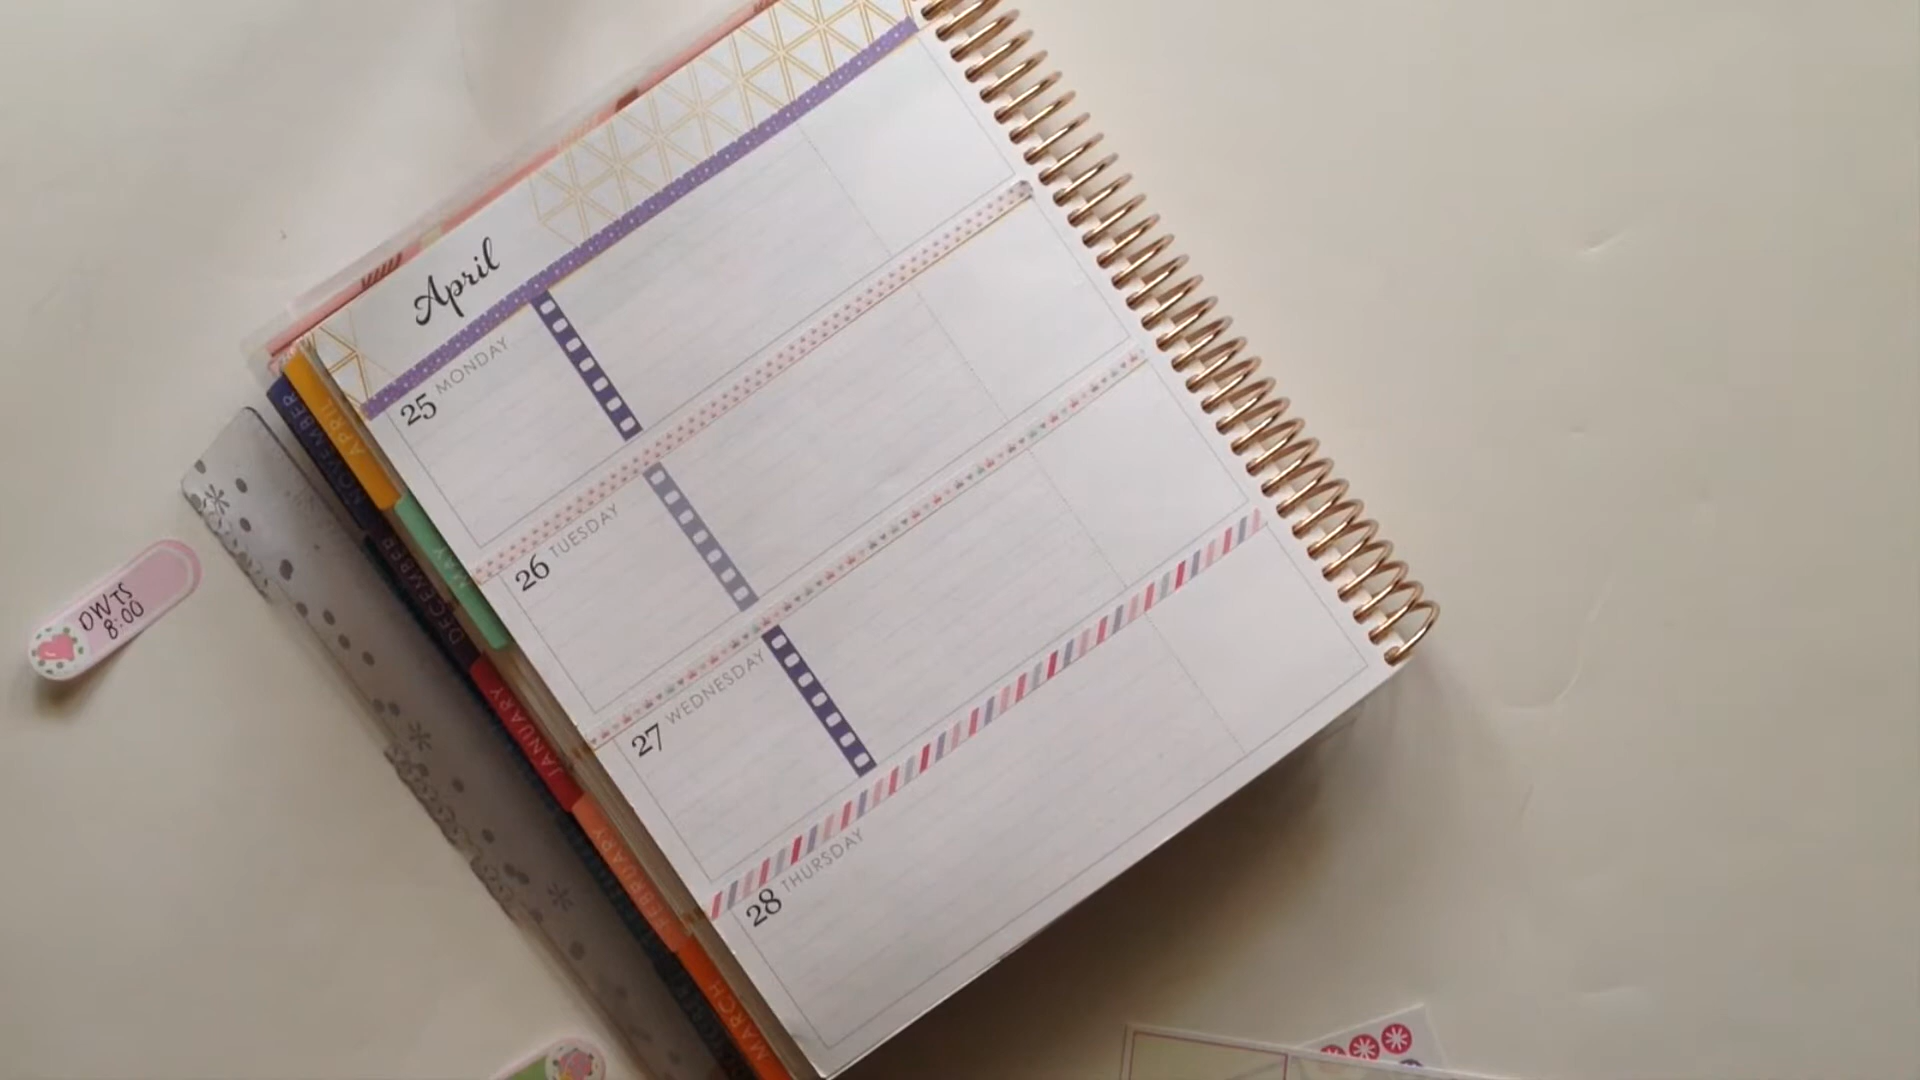 April
25 MONDAY
26 TUESDAY
27 WEDNESDAY
28 THURSDAY
NOVEMBER
APRIL
DECEMBER
MAY
JANUARY
FEBRUARY
MARCH
DWTS
8:00